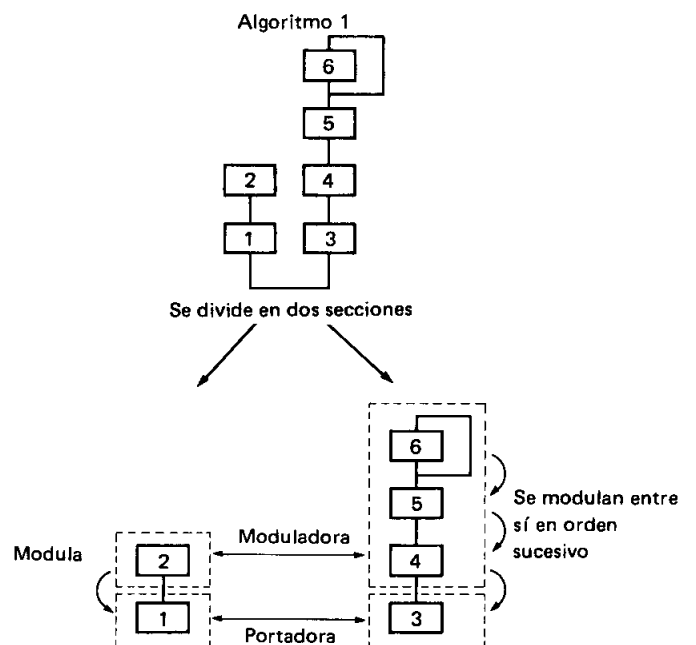 Algoritmo 1
6
5
2 4
1 3
Se divide en dos secciones
6
5
Se modulan entre
sí en orden
sucesivo
Moduladora
Modula
2 4
1 3
Portadora